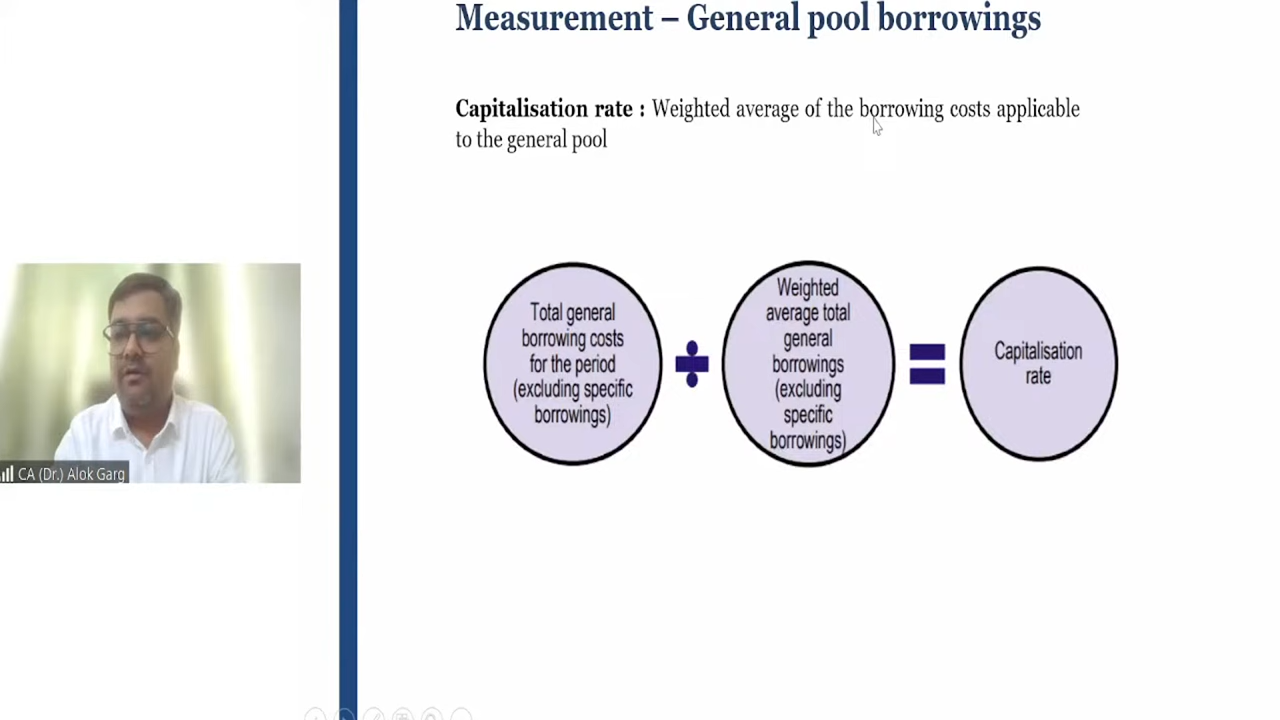 Measurement – General pool borrowings
Capitalisation rate : Weighted average of the borrowing costs applicable
to the general pool
Total general
borrowing costs
for the period
(excluding specific
borrowings)
÷
Weighted
average total
general
borrowings
(excluding
specific
borrowings)
=
Capitalisation
rate
CA (Dr.) Alok Garg